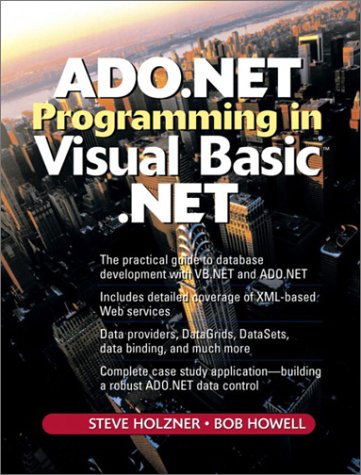 ADO.NET
Programming in
Visual Basic™
.NET
The practical guide to database
development with VB.NET and ADO.NET
Includes detailed coverage of XML-based
Web services
Data providers, DataGrids, DataSets,
data binding, and much more
Complete case study application—building
a robust ADO.NET data control
STEVE HOLZNER • BOB HOWELL